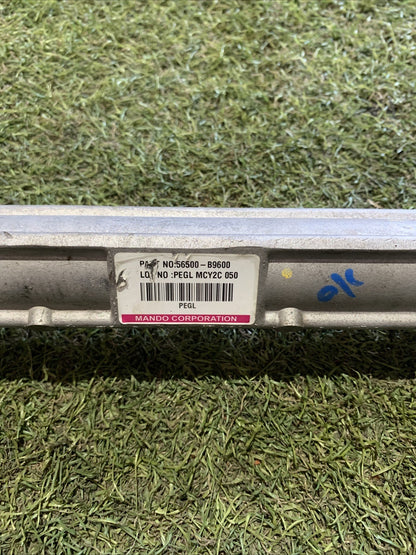 PART NO:56500-B9600
LOT NO :PEGL MCY2C 050
PEGL
MANDO CORPORATION